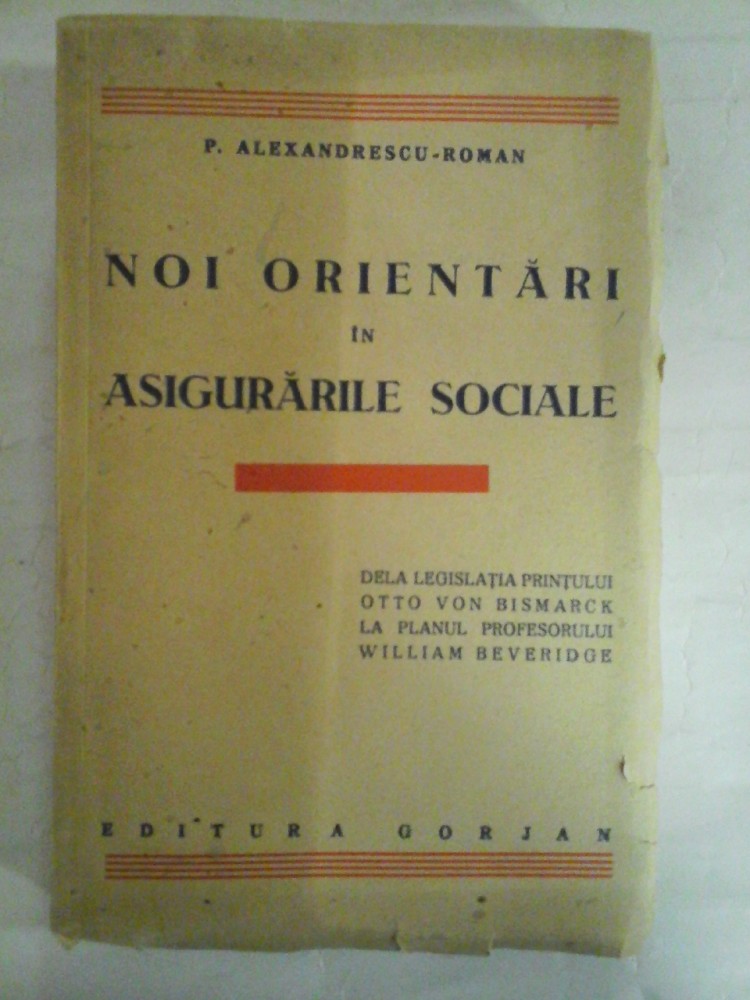 P. ALEXANDRESCU-ROMAN
NOI ORIENTĂRI
ÎN
ASIGURĂRILE SOCIALE
DELA LEGISLAȚIA PRINȚULUI
OTTO VON BISMARCK
LA PLANUL PROFESORULUI
WILLIAM BEVERIDGE
EDITURA GORJAN